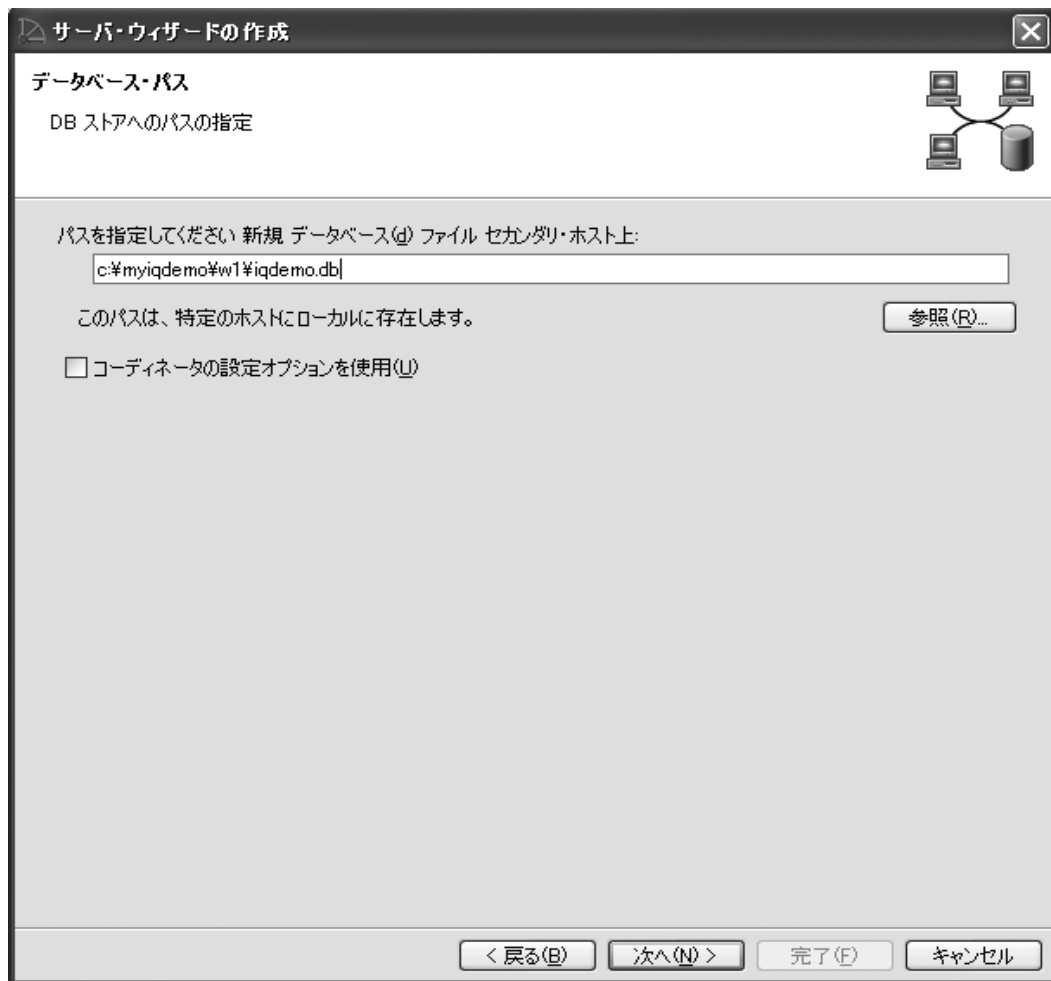 サーバ・ウィザードの作成
データベース・パス
DB ストアへのパスの指定
パスを指定してください 新規 データベース(d) ファイル セカンダリ・ホスト上:
c:¥myiqdemo¥w1¥iqdemo.db
このパスは、特定のホストにローカルに存在します。
参照(R)...
コーディネータの設定オプションを使用(U)
< 戻る(B) 次へ(N) > 完了(F) キャンセル